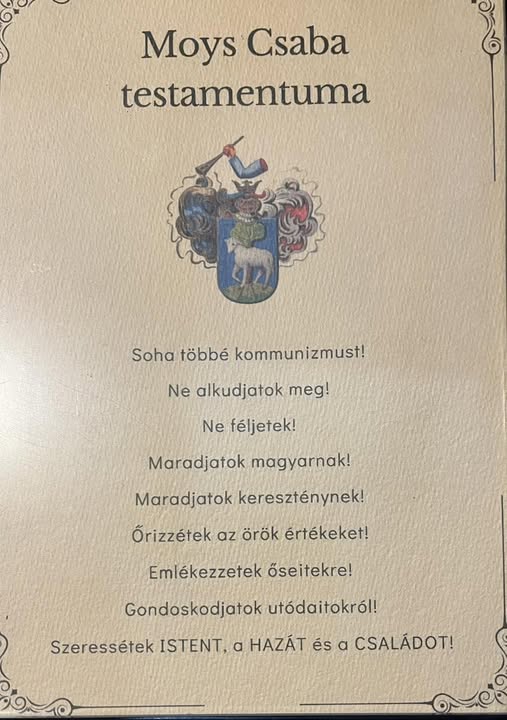 Moys Csaba
testamentuma
Soha többé kommunizmust!
Ne alkudjatok meg!
Ne féljetek!
Maradjatok magyarnak!
Maradjatok kereszténynek!
Őrizzétek az örök értékeket!
Emlékezzetek őseitekre!
Gondoskodjatok utódaitokról!
Szeressétek ISTENT, a HAZÁT és a CSALÁDOT!